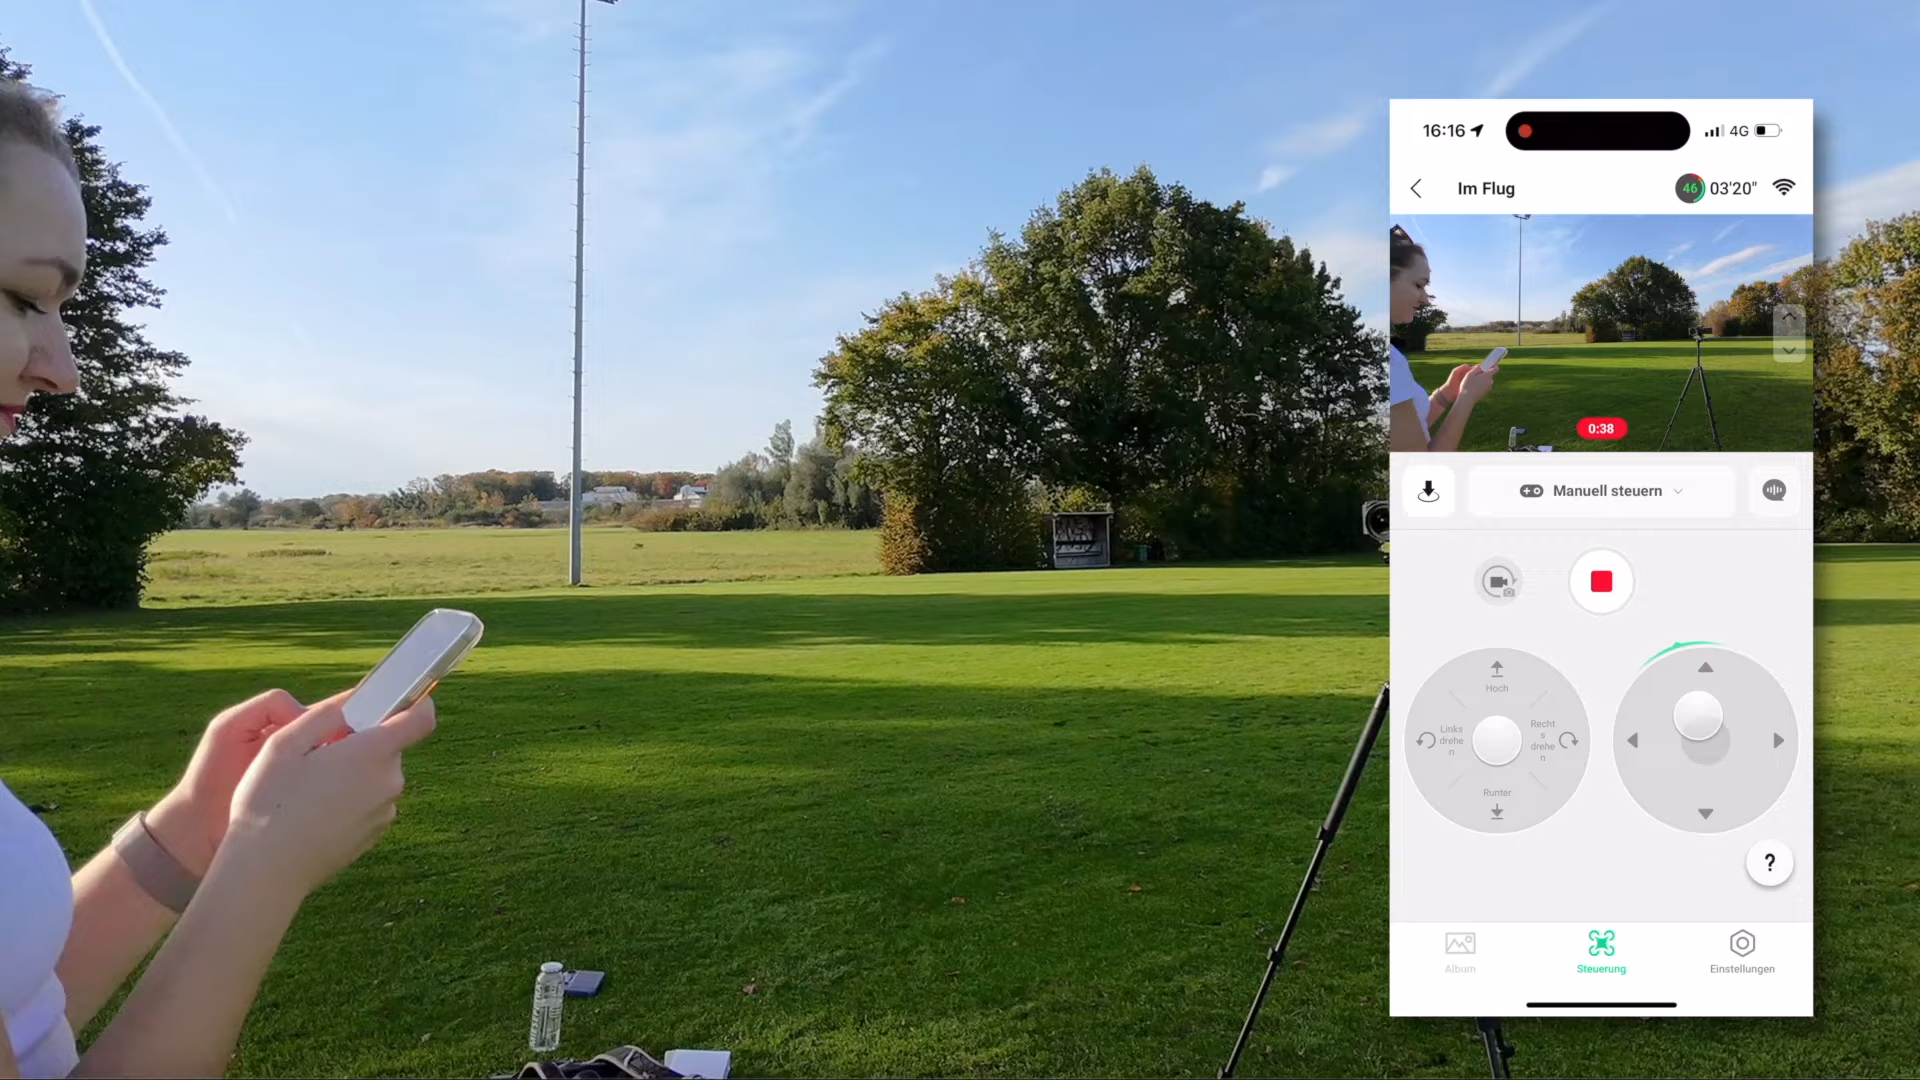 16:16
4G
Im Flug
46 03'20"
0:38
Manuell steuern
Hoch
Links
drehe
n
Recht
s
drehe
n
Runter
?
Album
Steuerung
Einstellungen